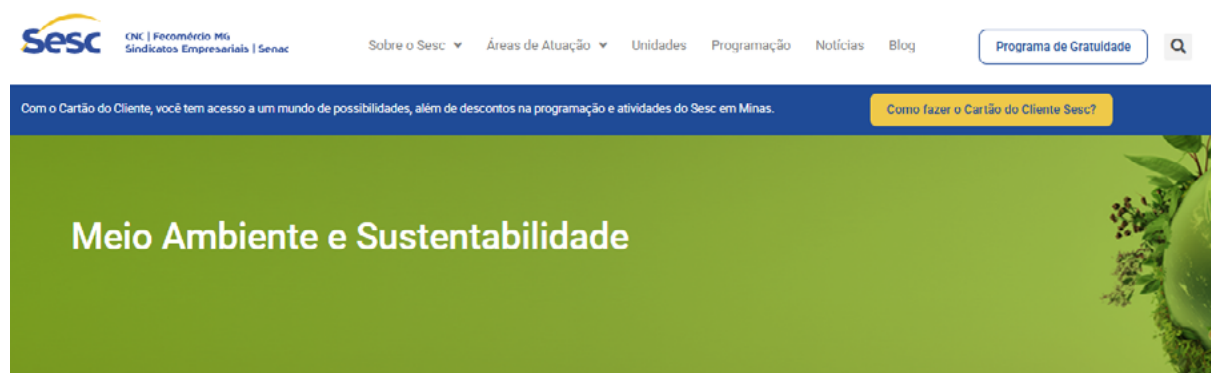 Sesc
CNC | Fecomércio MG
Sindicatos Empresariais | Senac
Sobre o Sesc
Áreas de Atuação
Unidades
Programação
Notícias
Blog
Programa de Gratuidade
Com o Cartão do Cliente, você tem acesso a um mundo de possibilidades, além de descontos na programação e atividades do Sesc em Minas.
Como fazer o Cartão do Cliente Sesc?
Meio Ambiente e Sustentabilidade